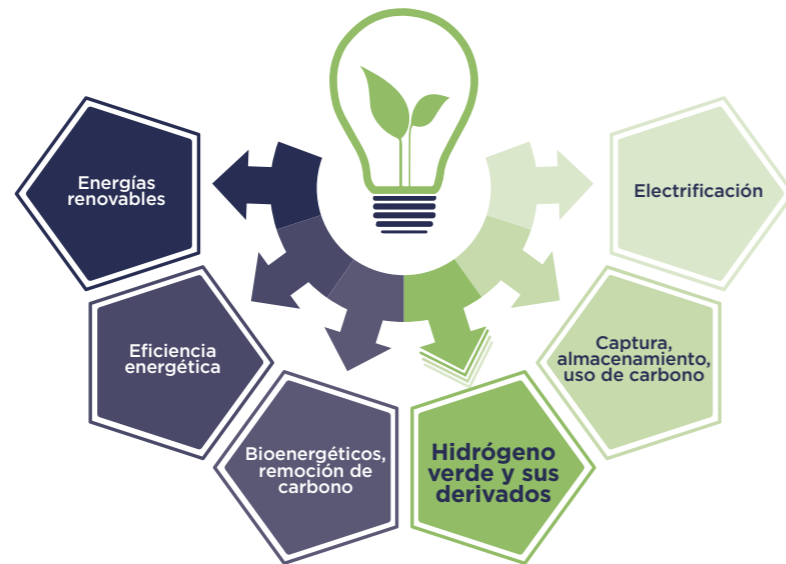 Energías
renovables
Eficiencia
energética
Bioenergéticos,
remoción de
carbono
Hidrógeno
verde y sus
derivados
Captura,
almacenamiento,
uso de carbono
Electrificación